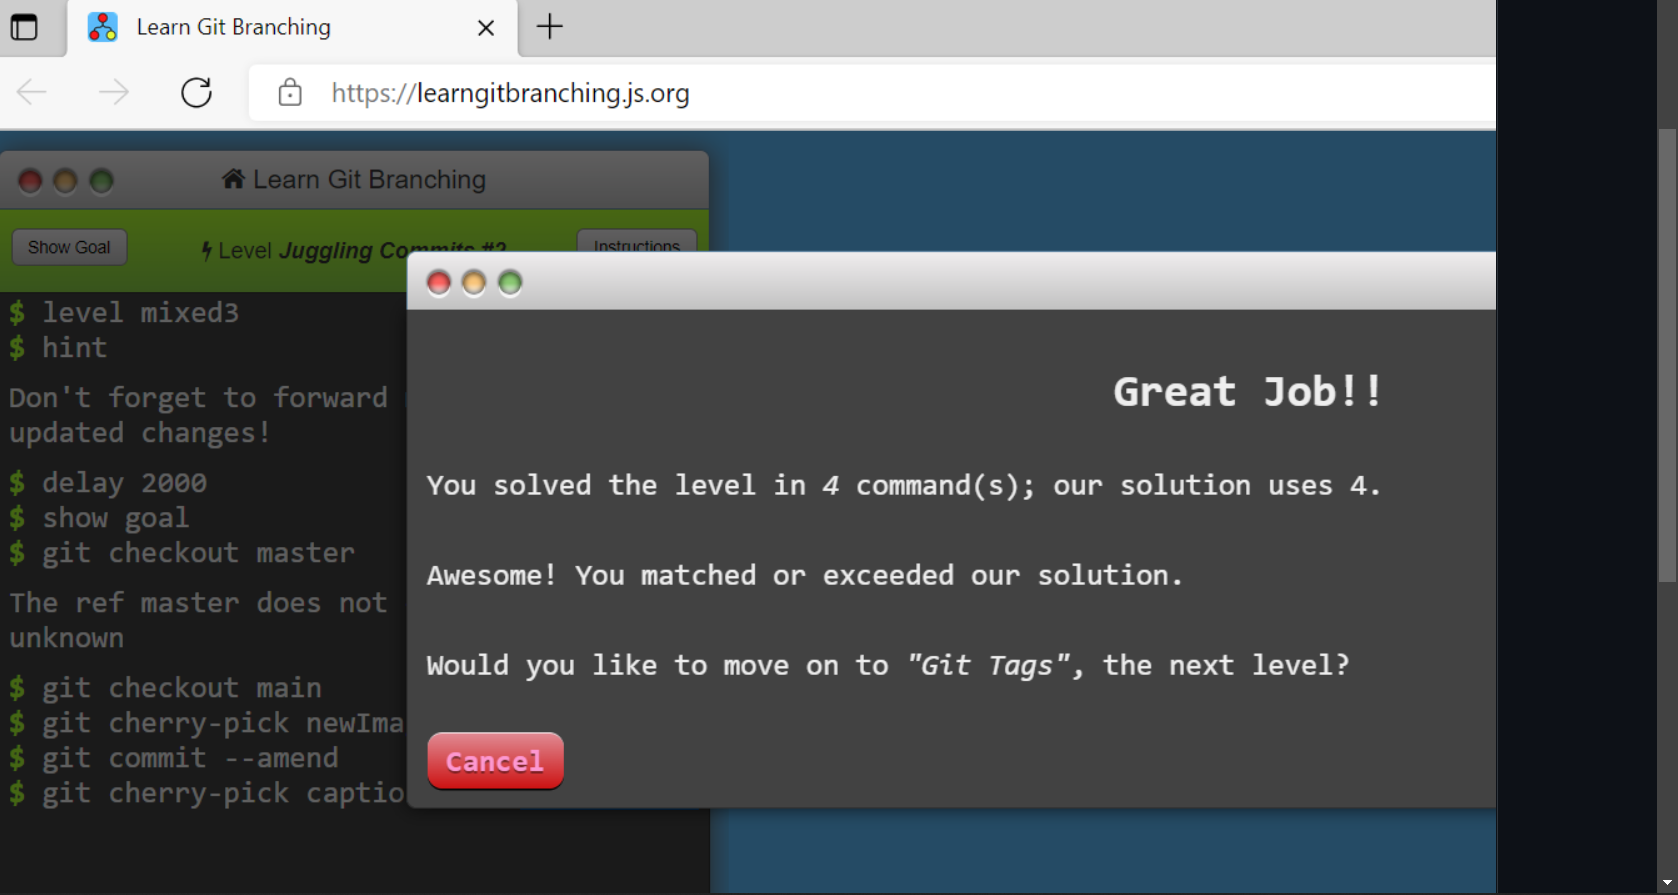 Learn Git Branching
https://learngitbranching.js.org
Learn Git Branching
Show Goal
Level Juggling Commits #2
Instructions
$ level mixed3
$ hint
Don't forget to forward
updated changes!
$ delay 2000
$ show goal
$ git checkout master
The ref master does not
unknown
$ git checkout main
$ git cherry-pick newIma
$ git commit --amend
$ git cherry-pick captio
Great Job!!
You solved the level in 4 command(s); our solution uses 4.
Awesome! You matched or exceeded our solution.
Would you like to move on to "Git Tags", the next level?
Cancel